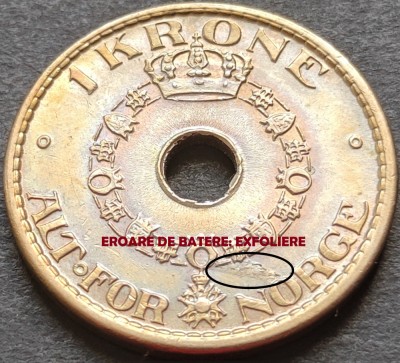 1 KRONE
EROARE DE BATERE: EXFOLIERE
ALT • FOR NORGE